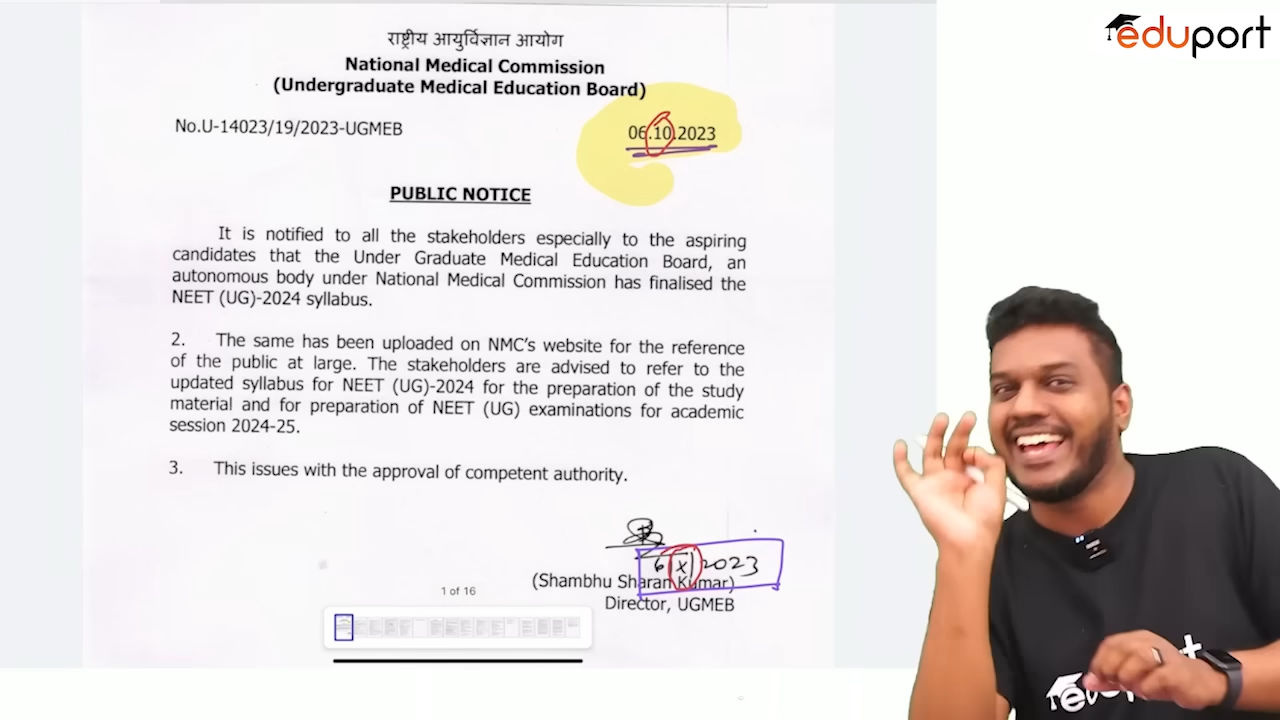 eduport
राष्ट्रीय आयुर्विज्ञान आयोग
National Medical Commission
(Undergraduate Medical Education Board)
No.U-14023/19/2023-UGMEB 06.10.2023
PUBLIC NOTICE
It is notified to all the stakeholders especially to the aspiring
candidates that the Under Graduate Medical Education Board, an
autonomous body under National Medical Commission has finalised the
NEET (UG)-2024 syllabus.
2. The same has been uploaded on NMC's website for the reference
of the public at large. The stakeholders are advised to refer to the
updated syllabus for NEET (UG)-2024 for the preparation of the study
material and for preparation of NEET (UG) examinations for academic
session 2024-25.
3. This issues with the approval of competent authority.
6|x|2023
(Shambhu Sharan Kumar)
Director, UGMEB
1 of 16